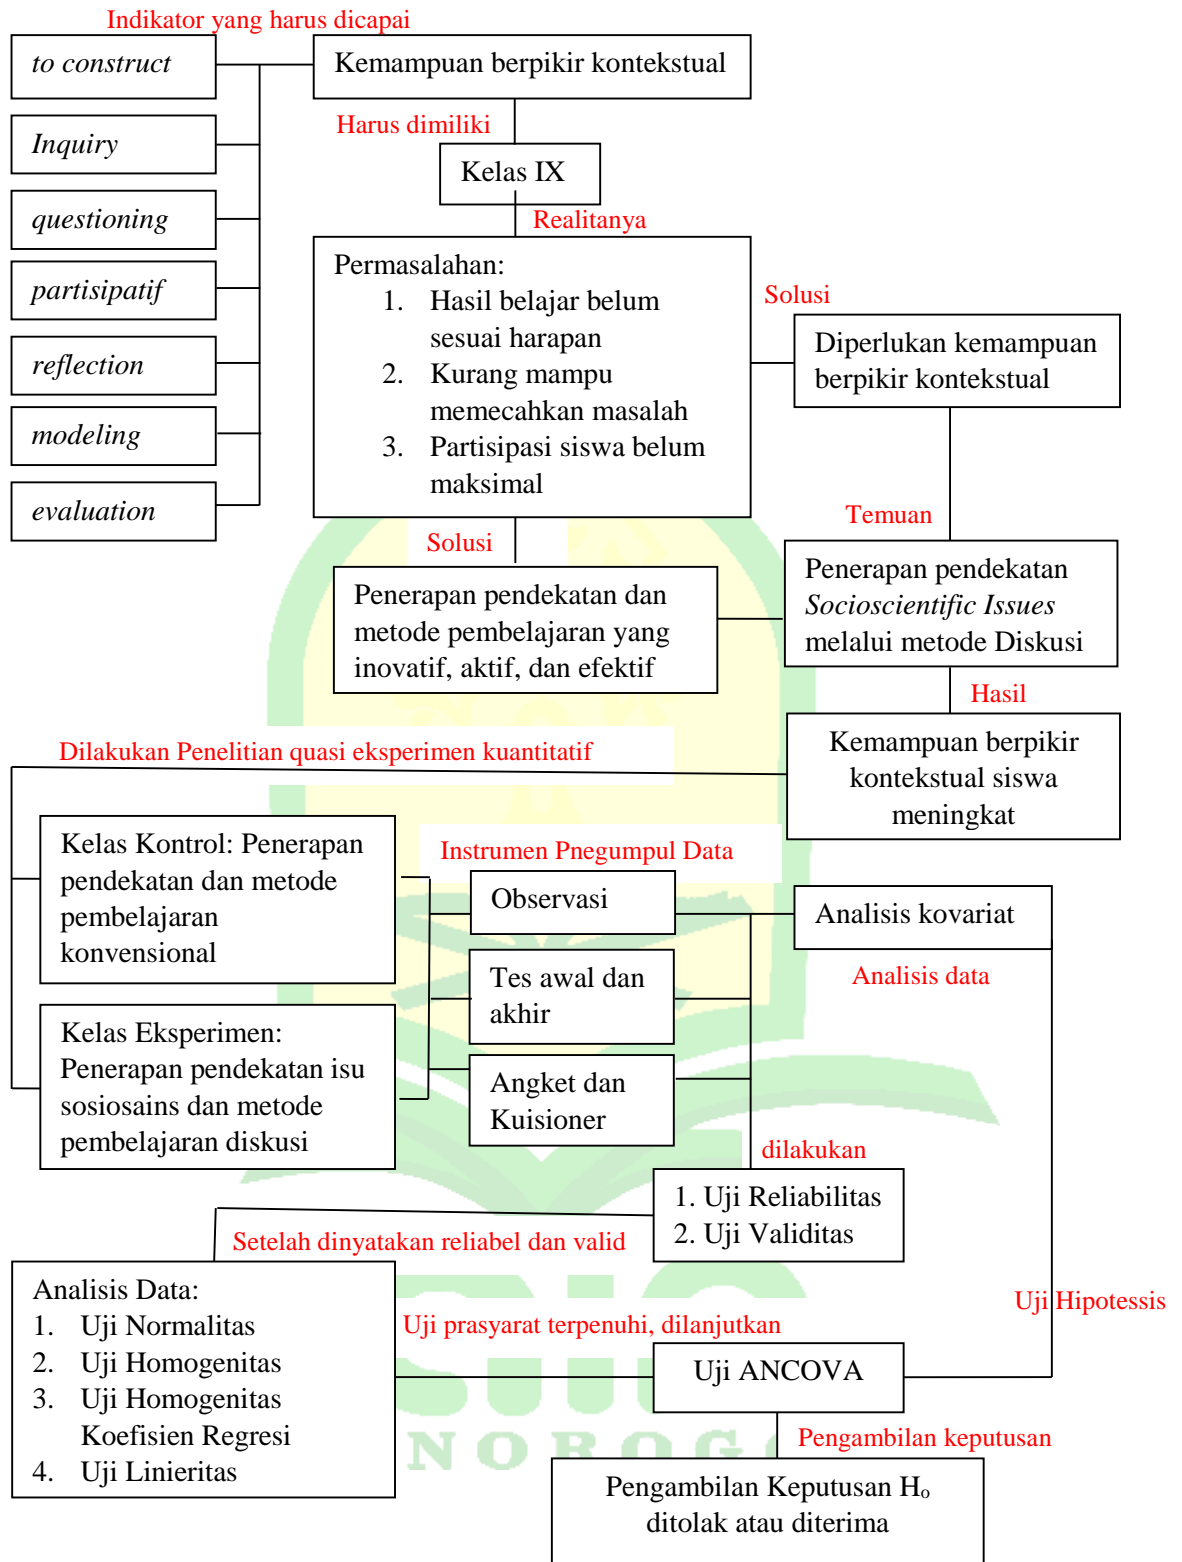 Indikator yang harus dicapai
to construct
Kemampuan berpikir kontekstual
Harus dimiliki
Inquiry
Kelas IX
questioning
Realitanya
partisipatif
reflection
modeling
evaluation
Permasalahan:
1. Hasil belajar belum
sesuai harapan
2. Kurang mampu
memecahkan masalah
3. Partisipasi siswa belum
maksimal
Solusi
Diperlukan kemampuan
berpikir kontekstual
Temuan
Solusi
Penerapan pendekatan dan
metode pembelajaran yang
inovatif, aktif, dan efektif
Penerapan pendekatan
Socioscientific Issues
melalui metode Diskusi
Hasil
Kemampuan berpikir
kontekstual siswa
meningkat
Dilakukan Penelitian quasi eksperimen kuantitatif
Kelas Kontrol: Penerapan
pendekatan dan metode
pembelajaran
konvensional
Kelas Eksperimen:
Penerapan pendekatan isu
sosiosains dan metode
pembelajaran diskusi
Instrumen Pnegumpul Data
Observasi
Tes awal dan
akhir
Angket dan
Kuisioner
Analisis kovariat
Analisis data
dilakukan
1. Uji Reliabilitas
2. Uji Validitas
Setelah dinyatakan reliabel dan valid
Analisis Data:
1. Uji Normalitas
2. Uji Homogenitas
3. Uji Homogenitas
Koefisien Regresi
4. Uji Linieritas
Uji Hipotessis
Uji prasyarat terpenuhi, dilanjutkan
Uji ANCOVA
Pengambilan keputusan
Pengambilan Keputusan Hₒ
ditolak atau diterima